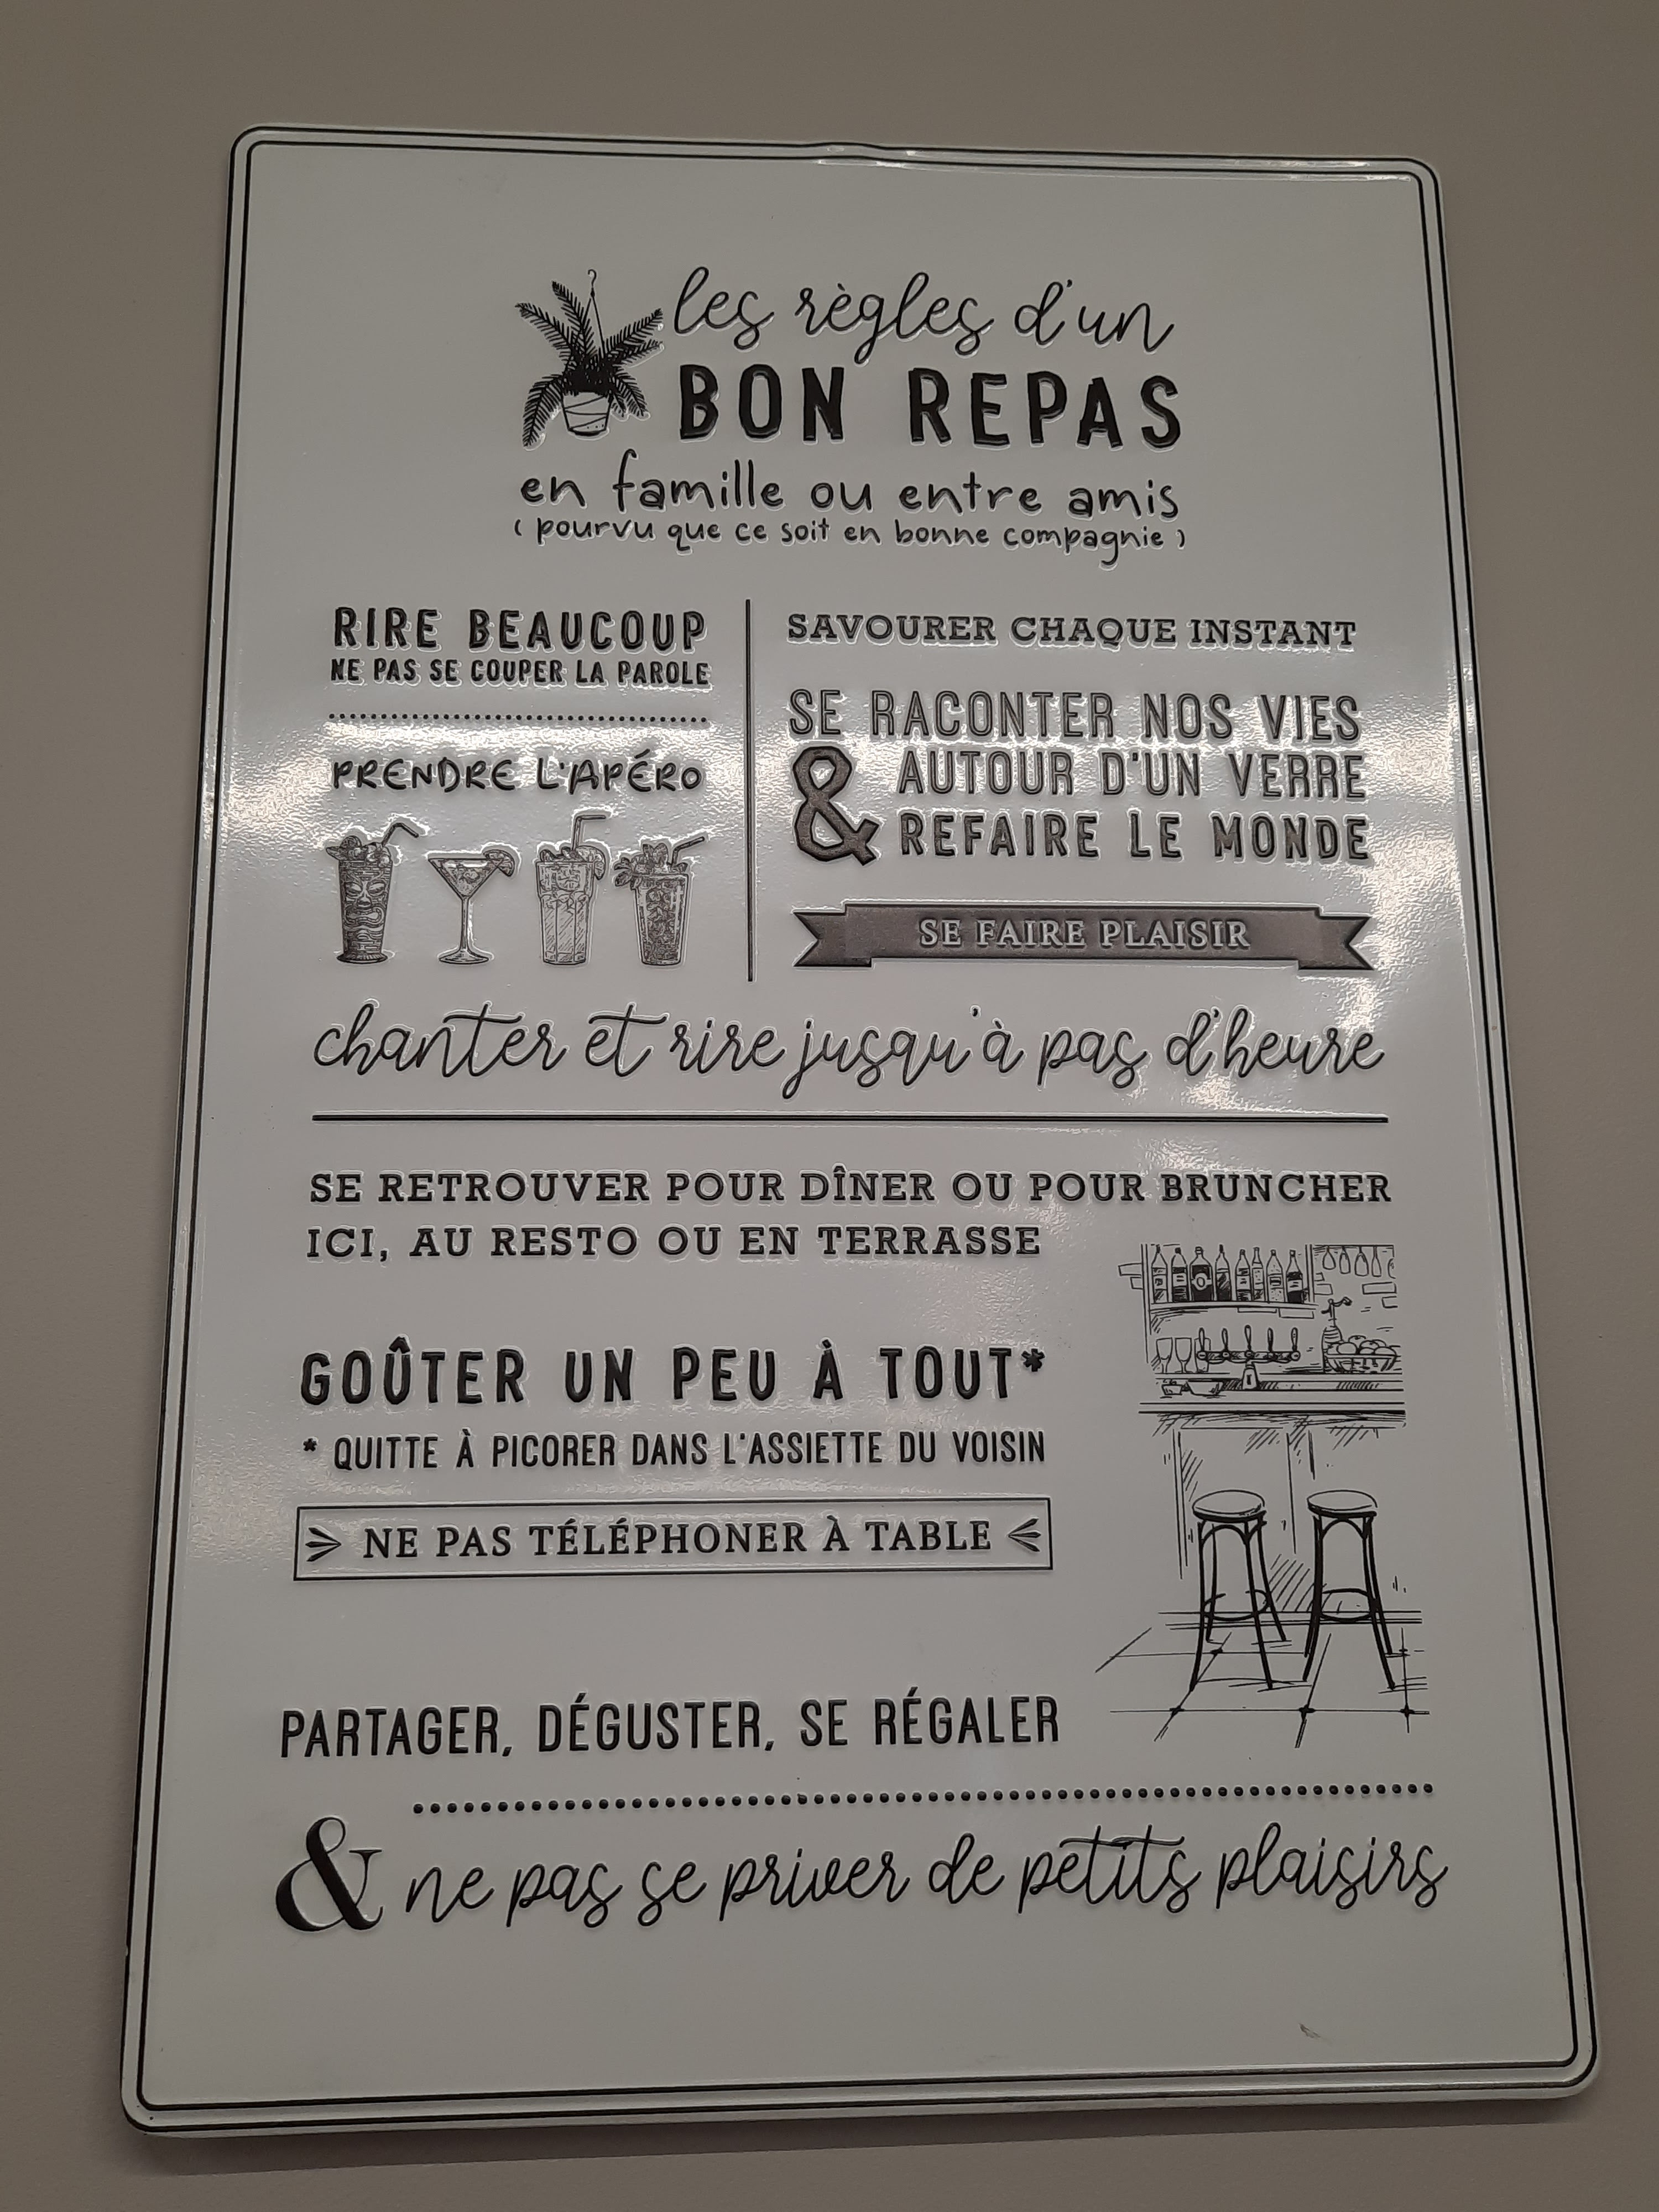 les règles d'un
BON REPAS
en famille ou entre amis
( pourvu que ce soit en bonne compagnie )
RIRE BEAUCOUP
NE PAS SE COUPER LA PAROLE
PRENDRE L'APÉRO
SAVOURER CHAQUE INSTANT
SE RACONTER NOS VIES
AUTOUR D'UN VERRE
& REFAIRE LE MONDE
SE FAIRE PLAISIR
chanter et rire jusqu'à pas d'heure
SE RETROUVER POUR DÎNER OU POUR BRUNCHER
ICI, AU RESTO OU EN TERRASSE
GOÛTER UN PEU À TOUT*
* QUITTE À PICORER DANS L'ASSIETTE DU VOISIN
NE PAS TÉLÉPHONER À TABLE
PARTAGER, DÉGUSTER, SE RÉGALER
& ne pas se priver de petits plaisirs